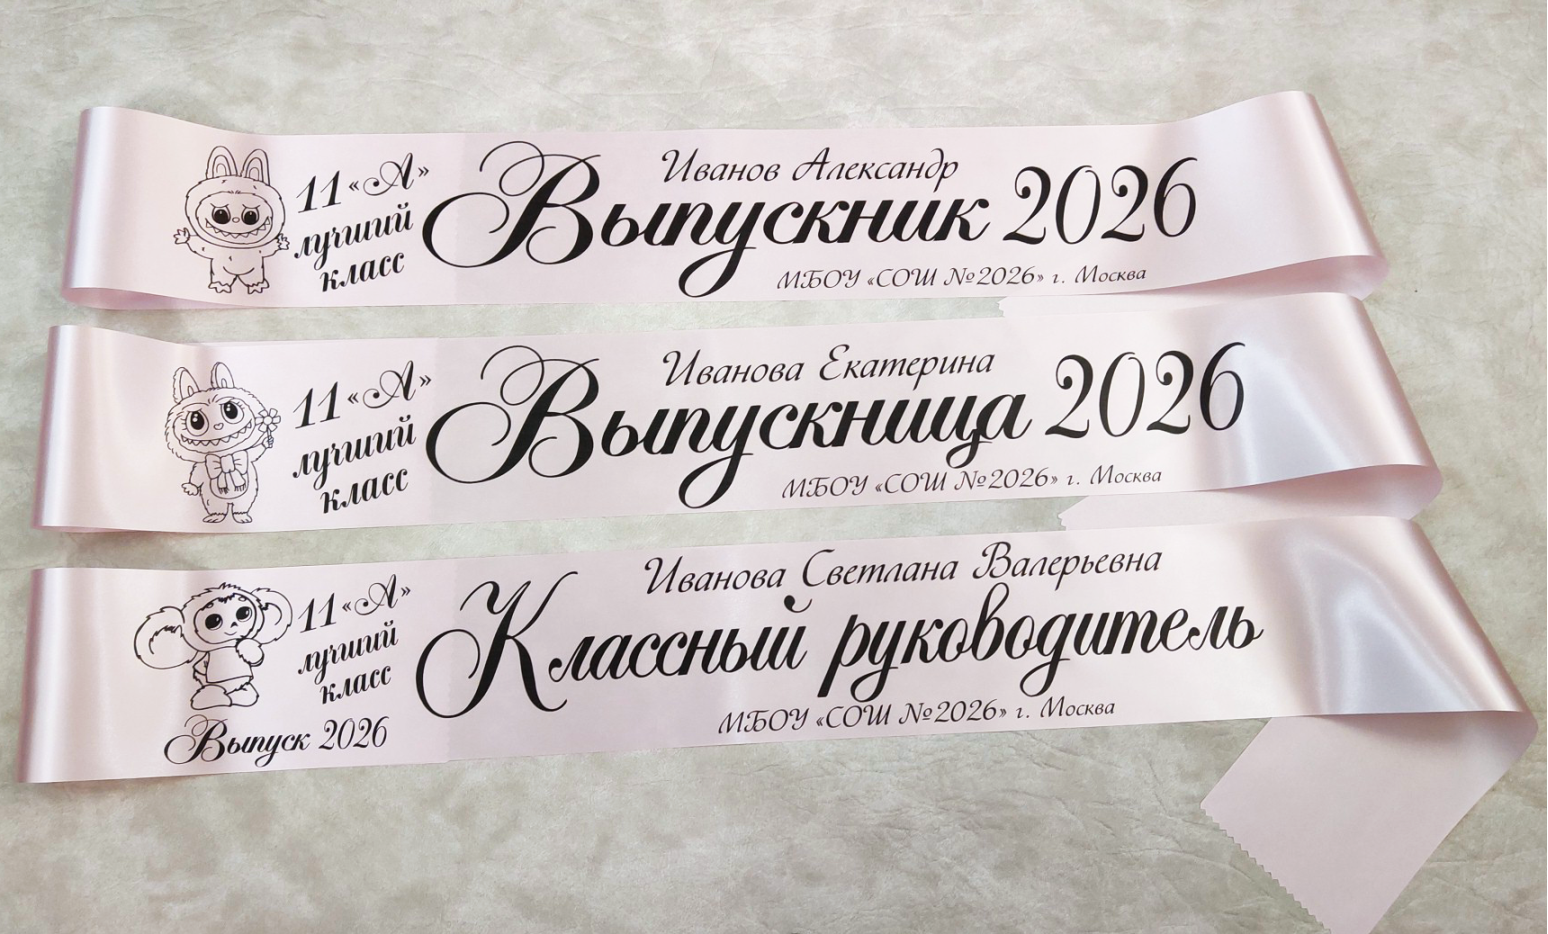 11 «А»
лучший
класс
Иванов Александр
Выпускник 2026
МБОУ «СОШ №2026» г. Москва
11 «А»
лучший
класс
Иванова Екатерина
Выпускница 2026
МБОУ «СОШ №2026» г. Москва
11 «А»
лучший
класс
Выпуск 2026
Иванова Светлана Валерьевна
Классный руководитель
МБОУ «СОШ №2026» г. Москва